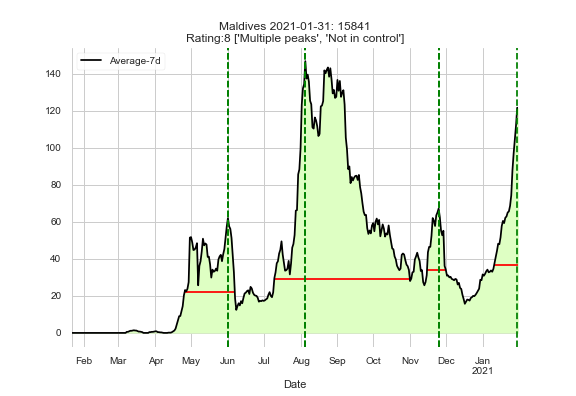 Maldives 2021-01-31: 15841
Rating:8 ['Multiple peaks', 'Not in control']
Average-7d
140
120
100
80
60
40
20
0
Feb Mar Apr May Jun Jul Aug Sep Oct Nov Dec Jan
2021
Date